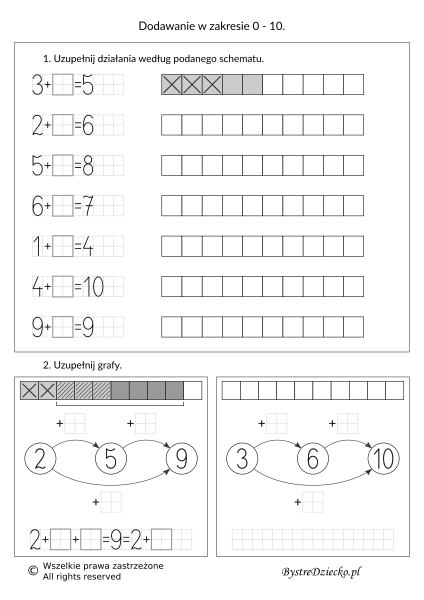 Dodawanie w zakresie 0 - 10.
1. Uzupełnij działania według podanego schematu.
3+ =5
2+ =6
5+ =8
6+ =7
1+ =4
4+ =10
9+ =9
2. Uzupełnij grafy.
+ +
2 5 9
+
2+ + =9=2+
+ +
3 6 10
+
© Wszelkie prawa zastrzeżone
All rights reserved
BystreDziecko.pl